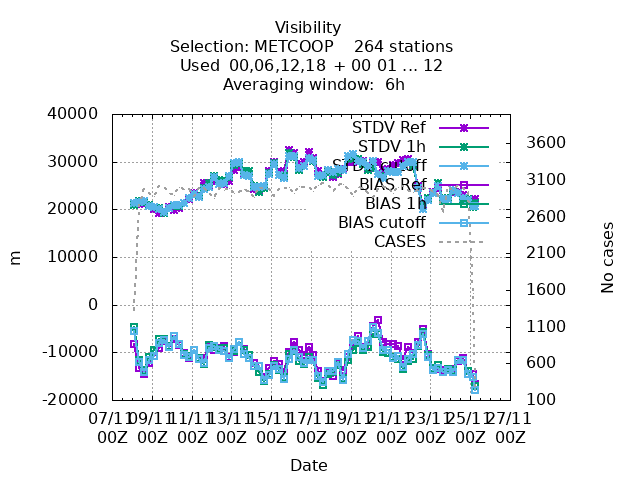 Visibility
Selection: METCOOP    264 stations
Used  00,06,12,18 + 00 01 ... 12
Averaging window:  6h
40000
30000
20000
10000
0
-10000
-20000
m
STDV Ref
STDV 1h
STDV cutoff
BIAS Ref
BIAS 1h
BIAS cutoff
CASES
3600
3100
2600
2100
1600
1100
600
100
No cases
07/11 09/11 11/11 13/11 15/11 17/11 19/11 21/11 23/11 25/11 27/11
00Z 00Z 00Z 00Z 00Z 00Z 00Z 00Z 00Z 00Z 00Z
Date